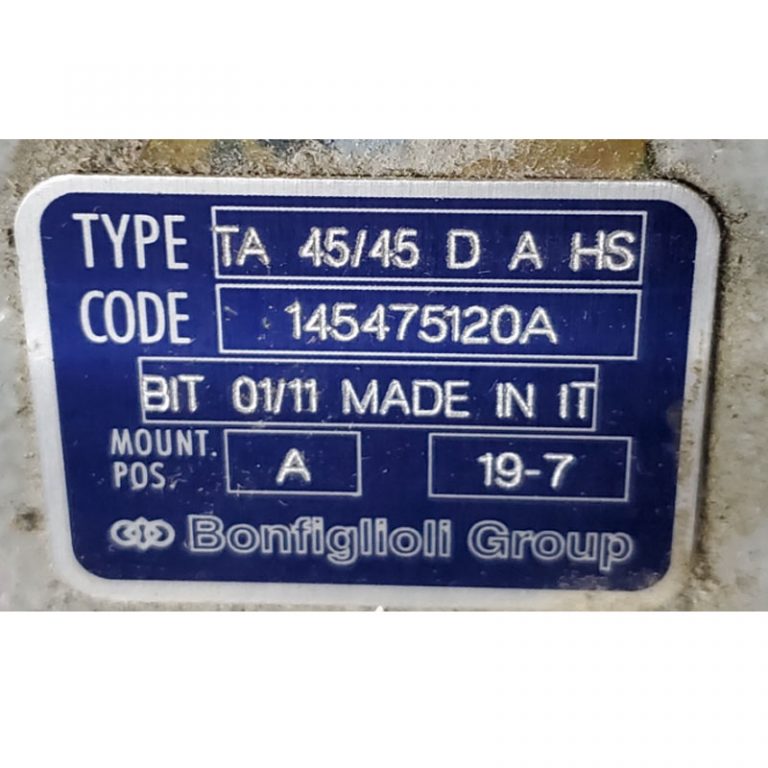 TYPE TA 45/45 D A HS
CODE 145475120A
BIT 01/11 MADE IN IT
MOUNT. POS. A 19-7
Bonfiglioli Group